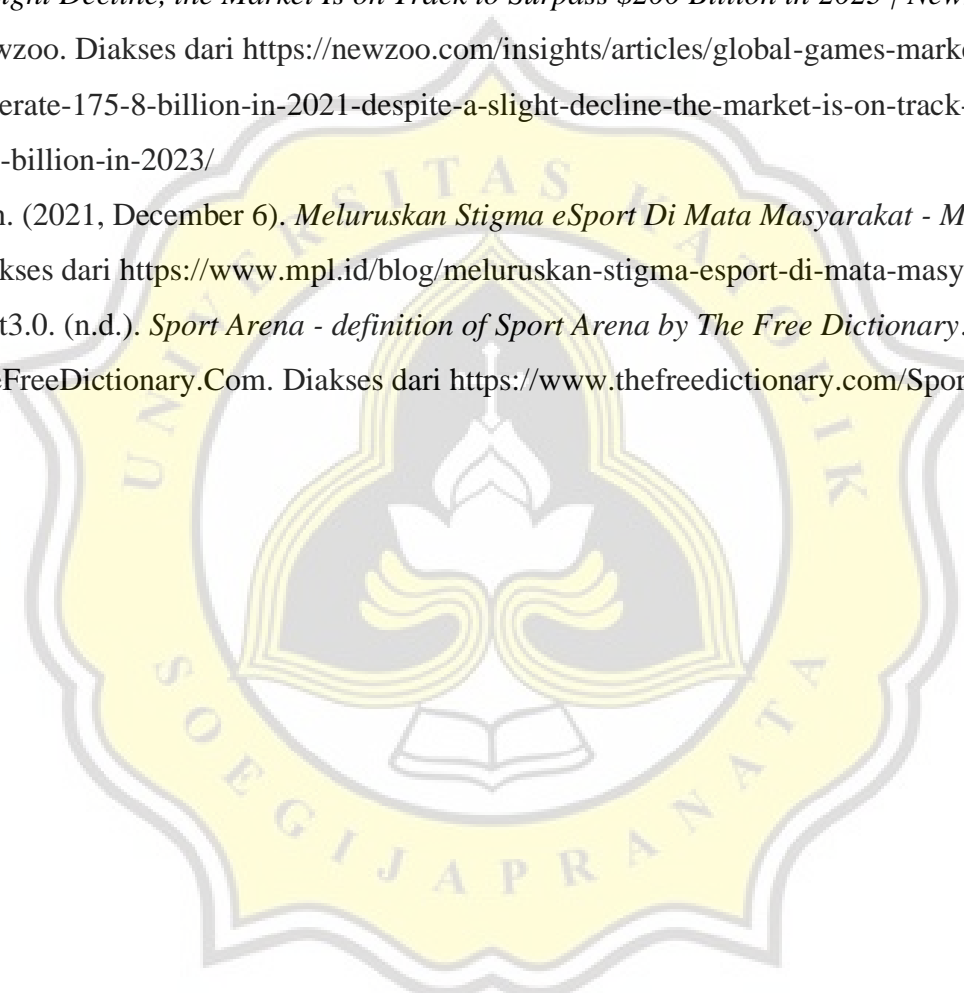 ight Decline, the Market Is on Track to Surpass $200 Billion in 2023 | New
wzoo. Diakses dari https://newzoo.com/insights/articles/global-games-marke
erate-175-8-billion-in-2021-despite-a-slight-decline-the-market-is-on-track-
-billion-in-2023/
n. (2021, December 6). Meluruskan Stigma eSport Di Mata Masyarakat - M
kses dari https://www.mpl.id/blog/meluruskan-stigma-esport-di-mata-masy
t3.0. (n.d.). Sport Arena - definition of Sport Arena by The Free Dictionary.
eFreeDictionary.Com. Diakses dari https://www.thefreedictionary.com/Spor
UNIVERSITAS KATOLIK
SOEGIJAPRANATA